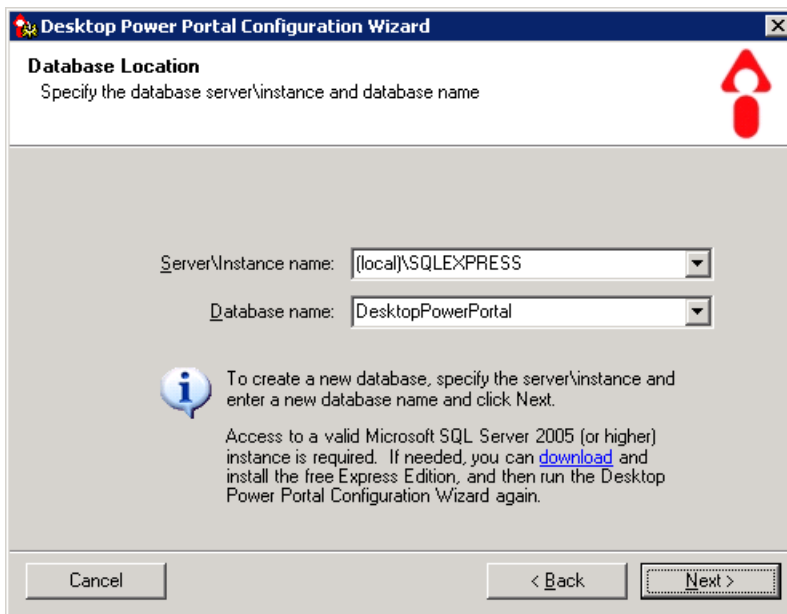 Desktop Power Portal Configuration Wizard
Database Location
Specify the database server\instance and database name
Server\Instance name: (local)\SQLEXPRESS
Database name: DesktopPowerPortal
To create a new database, specify the server\instance and
enter a new database name and click Next.
Access to a valid Microsoft SQL Server 2005 (or higher)
instance is required. If needed, you can download and
install the free Express Edition, and then run the Desktop
Power Portal Configuration Wizard again.
Cancel < Back Next >